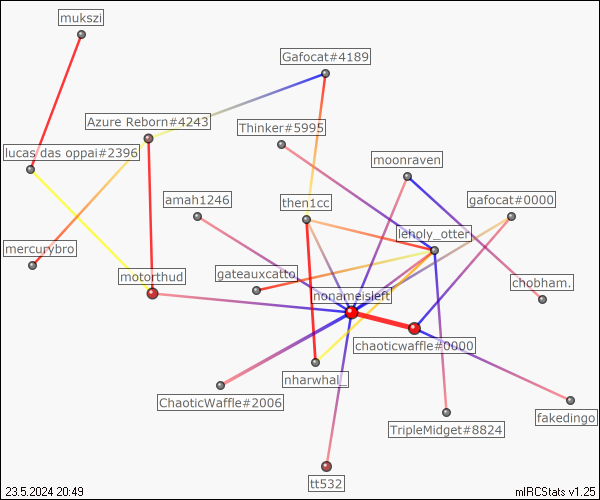 mukszi
Gafocat#4189
Azure Reborn#4243
Thinker#5995
lucas das oppai#2396
moonraven
amah1246
then1cc
gafocat#0000
leholy_otter
mercurybro
motorthud
gateauxcatto
chobham.
nonameisleft
chaoticwaffle#0000
nharwhal_
ChaoticWaffle#2006
fakedingo
TripleMidget#8824
tt532
23.5.2024 20:49
mIRCStats v1.25